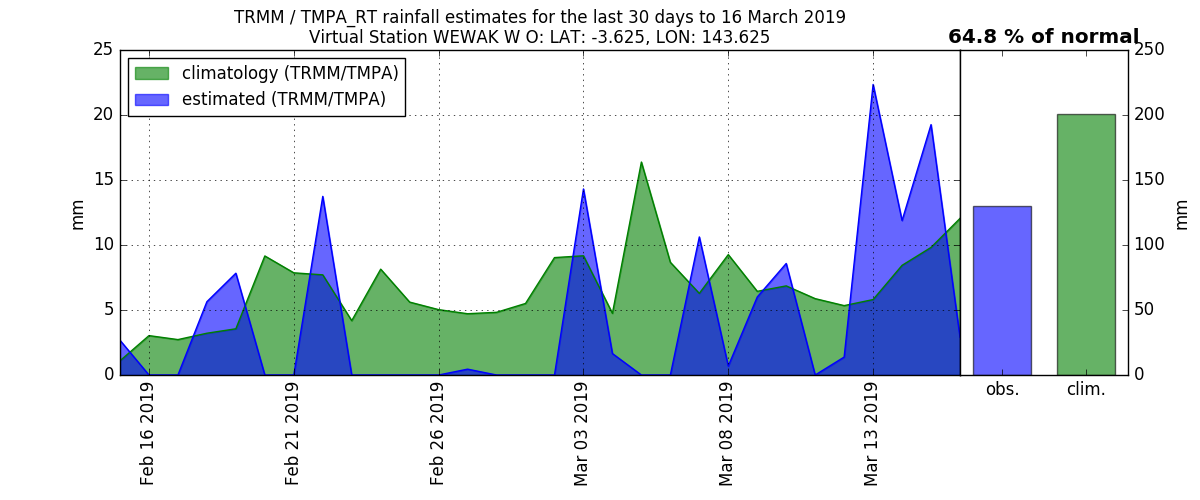 TRMM / TMPA_RT rainfall estimates for the last 30 days to 16 March 2019
Virtual Station WEWAK W O: LAT: -3.625, LON: 143.625
64.8 % of normal
climatology (TRMM/TMPA)
estimated (TRMM/TMPA)
25
20
15
10
5
0
mm
250
200
150
100
50
0
mm
Feb 16 2019
Feb 21 2019
Feb 26 2019
Mar 03 2019
Mar 08 2019
Mar 13 2019
obs.
clim.